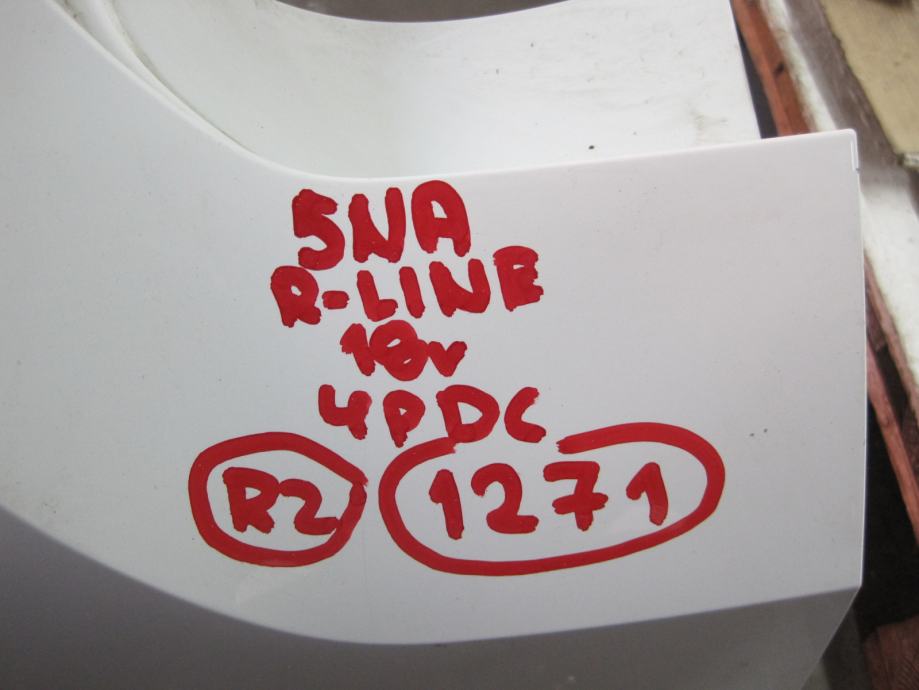 5NA
R-LINE
18v
4PDC
R2 1271